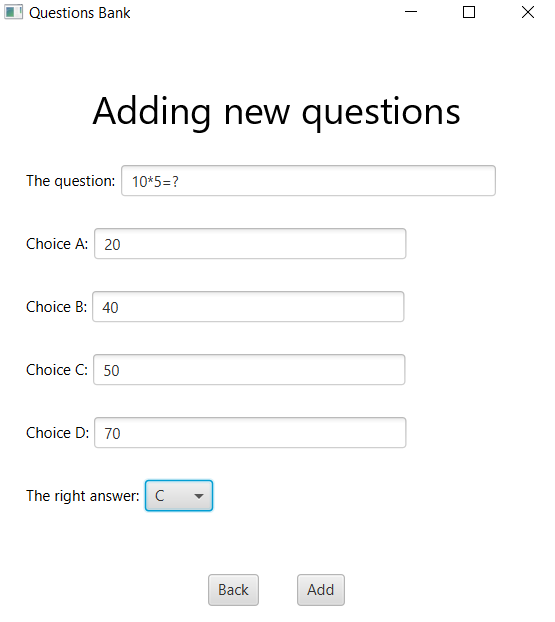 Questions Bank
Adding new questions
The question: 10*5=?
Choice A: 20
Choice B: 40
Choice C: 50
Choice D: 70
The right answer: C
Back Add